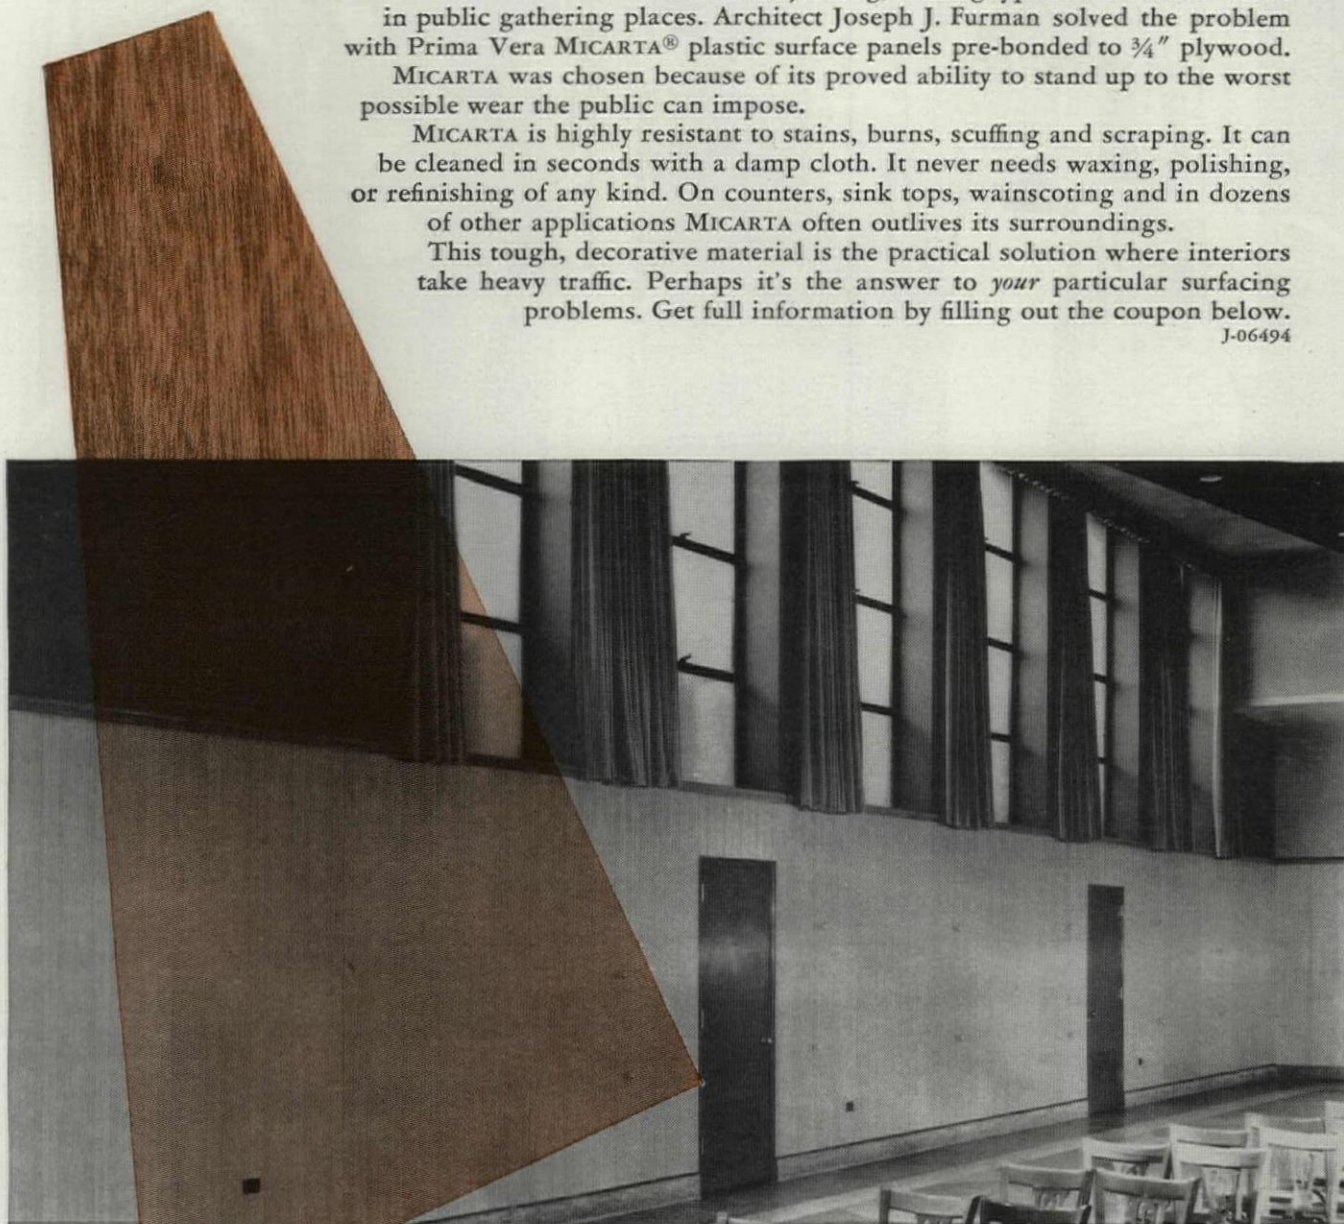 in public gathering places. Architect Joseph J. Furman solved the problem
with Prima Vera MICARTA® plastic surface panels pre-bonded to ¾″ plywood.
MICARTA was chosen because of its proved ability to stand up to the worst
possible wear the public can impose.
MICARTA is highly resistant to stains, burns, scuffing and scraping. It can
be cleaned in seconds with a damp cloth. It never needs waxing, polishing,
or refinishing of any kind. On counters, sink tops, wainscoting and in dozens
of other applications MICARTA often outlives its surroundings.
This tough, decorative material is the practical solution where interiors
take heavy traffic. Perhaps it's the answer to your particular surfacing
problems. Get full information by filling out the coupon below.
J-06494